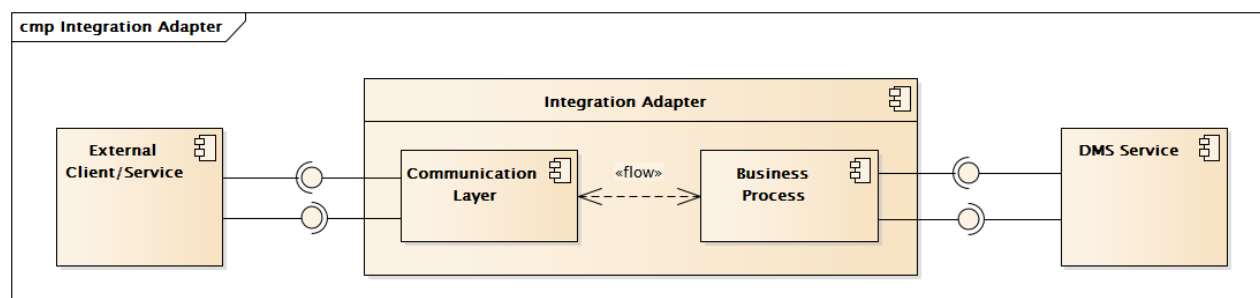 cmp Integration Adapter
Integration Adapter
External
Client/Service
Communication
Layer
«flow»
Business
Process
DMS Service